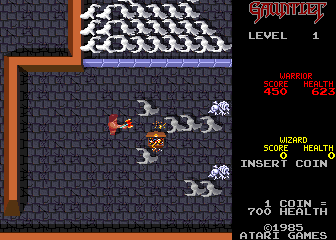 GAUNTLET
LEVEL 1
WARRIOR
SCORE HEALTH
450 623
WIZARD
SCORE HEALTH
0 0
INSERT COIN
1 COIN =
700 HEALTH
©1985
ATARI GAMES